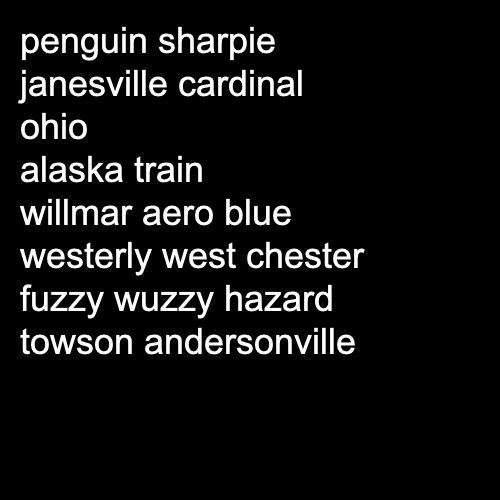 penguin sharpie
janesville cardinal
ohio
alaska train
willmar aero blue
westerly west chester
fuzzy wuzzy hazard
towson andersonville